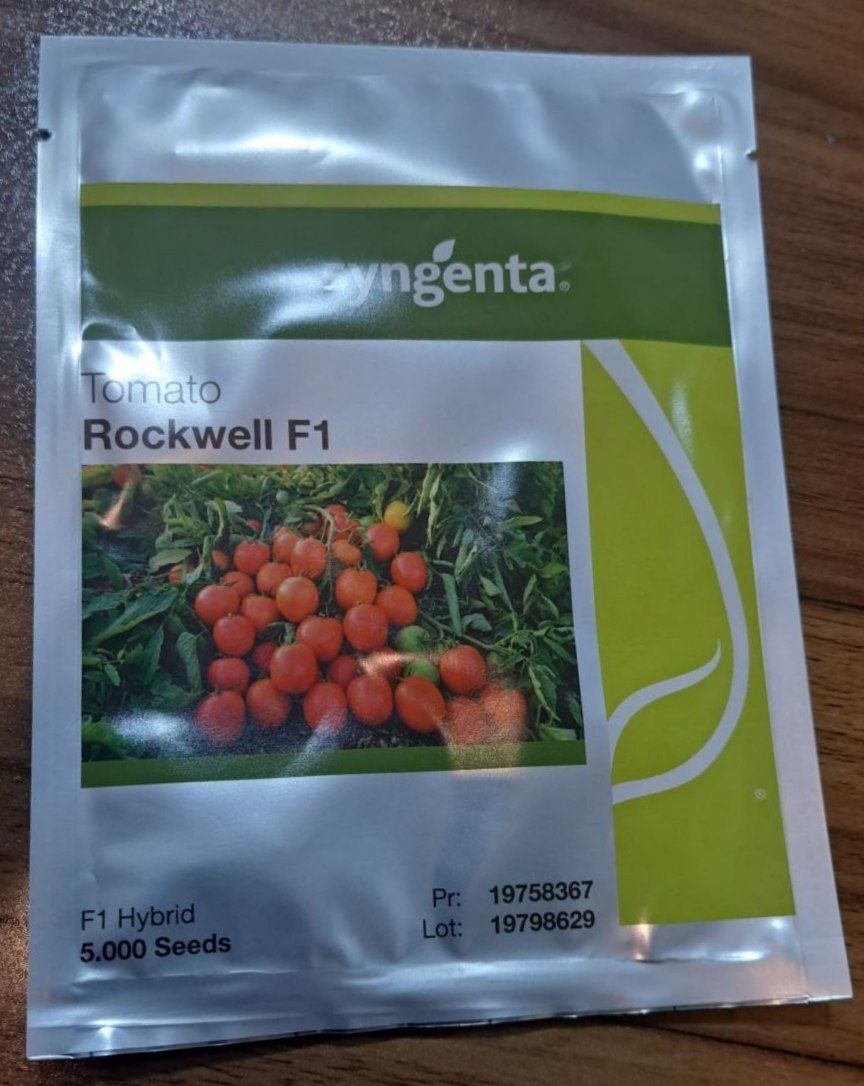 syngenta®
Tomato
Rockwell F1
®
F1 Hybrid
5.000 Seeds
Pr: 19758367
Lot: 19798629